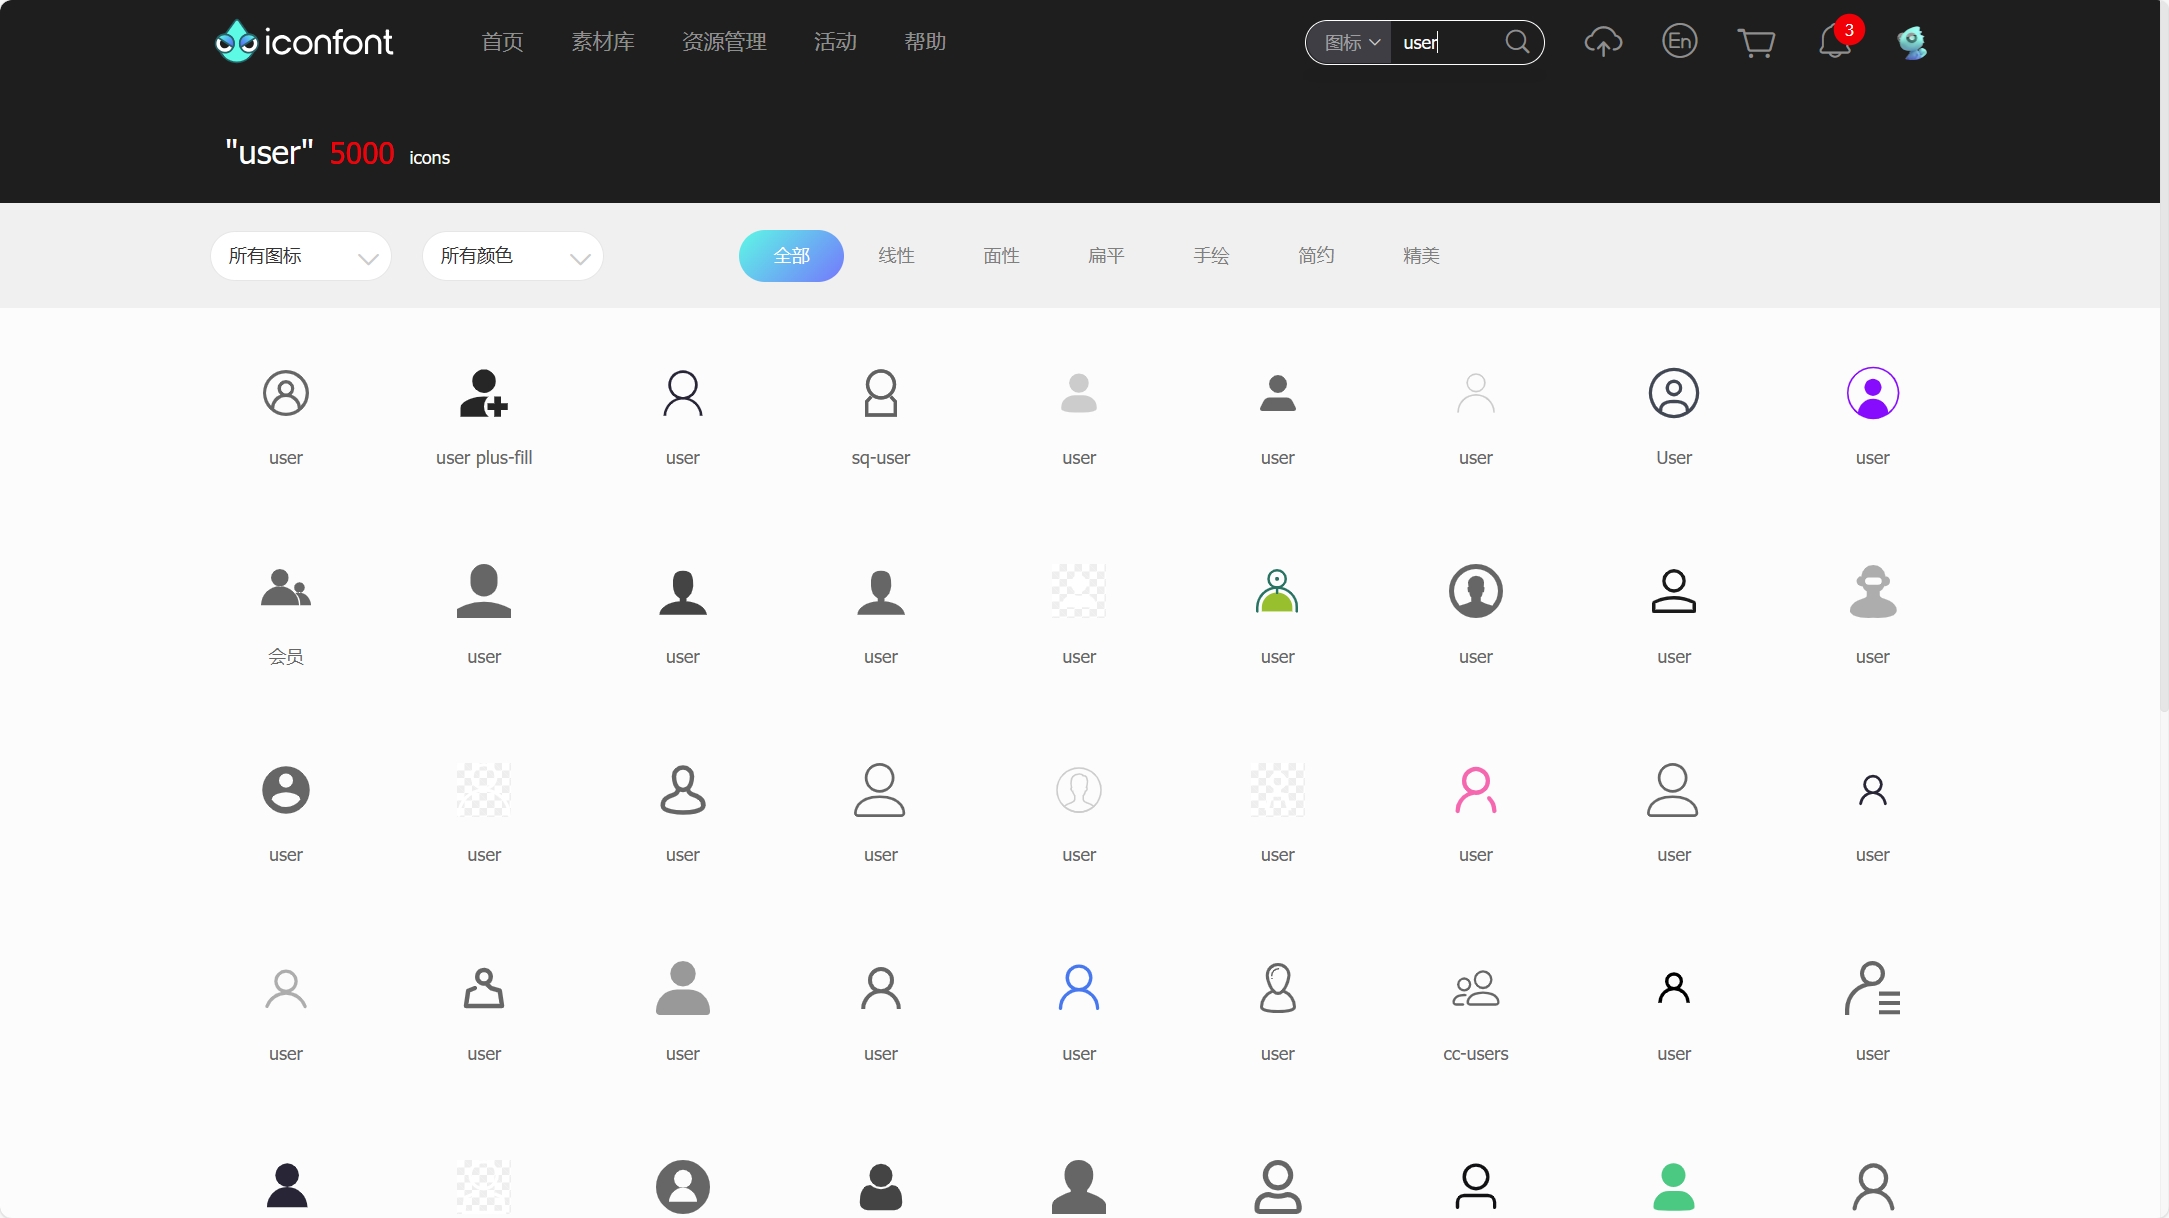 iconfont 首页 素材库 资源管理 活动 帮助 图标 user En 3
"user" 5000 icons
所有图标 所有颜色 全部 线性 面性 扁平 手绘 简约 精美
user user plus-fill user sq-user user user user User user
会员 user user user user user user user user
user user user user user user user user user
user user user user user user cc-users user user